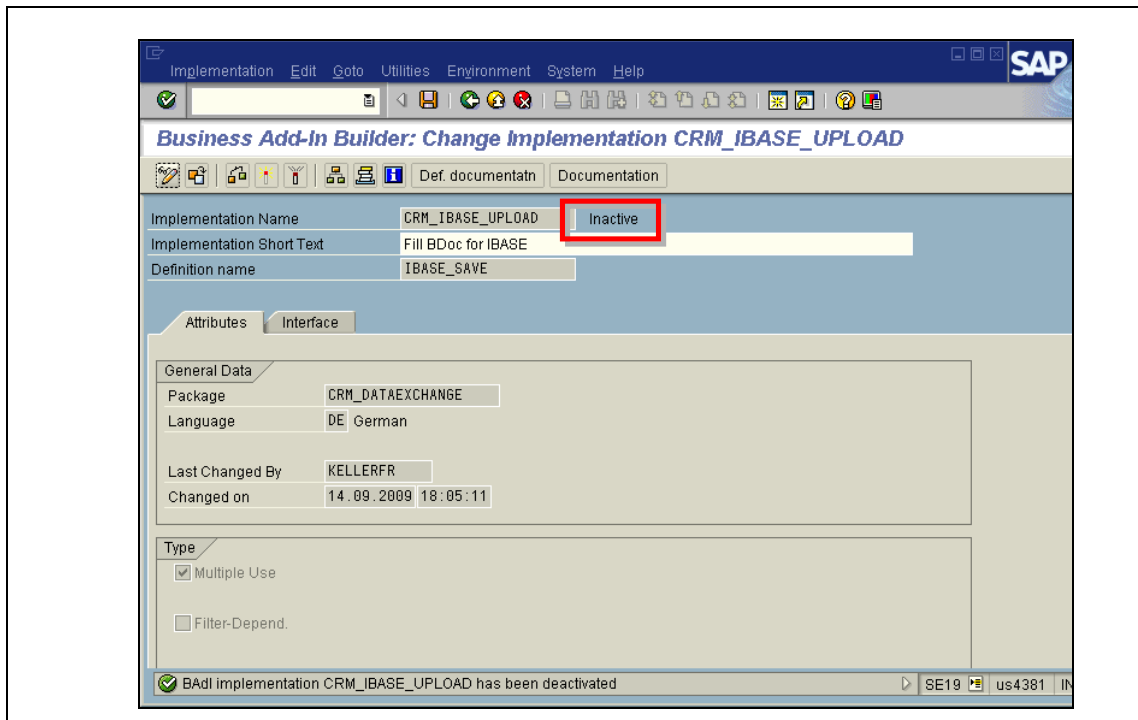 Implementation Edit Goto Utilities Environment System Help
SAP
Business Add-In Builder: Change Implementation CRM_IBASE_UPLOAD
Def. documentatn Documentation
Implementation Name CRM_IBASE_UPLOAD Inactive
Implementation Short Text Fill BDoc for IBASE
Definition name IBASE_SAVE
Attributes Interface
General Data
Package CRM_DATAEXCHANGE
Language DE German
Last Changed By KELLERFR
Changed on 14.09.2009 18:05:11
Type
Multiple Use
Filter-Depend.
BAdI implementation CRM_IBASE_UPLOAD has been deactivated SE19 us4381 IN